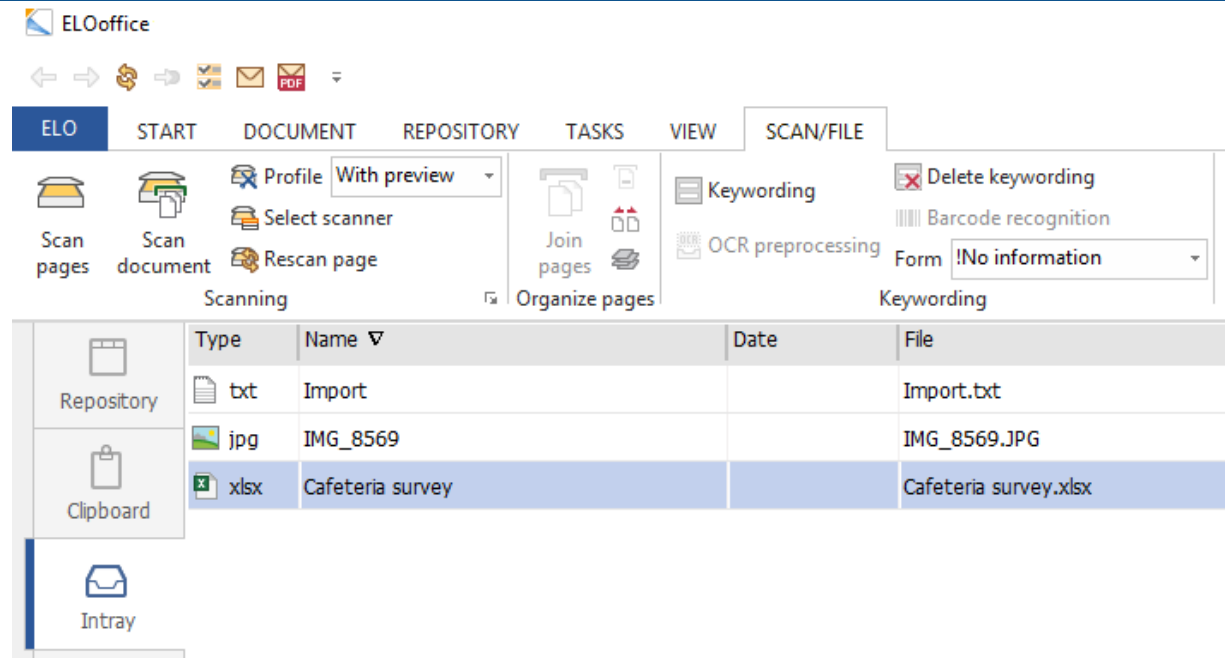 ELOoffice
PDF
ELO START DOCUMENT REPOSITORY TASKS VIEW SCAN/FILE
Scan pages
Scan document
Profile With preview
Select scanner
Rescan page
Scanning
Join pages
Organize pages
Keywording
OCR preprocessing
Delete keywording
Barcode recognition
Form !No information
Keywording
Repository
Clipboard
Intray
Type Name Date File
txt Import Import.txt
jpg IMG_8569 IMG_8569.JPG
xlsx Cafeteria survey Cafeteria survey.xlsx